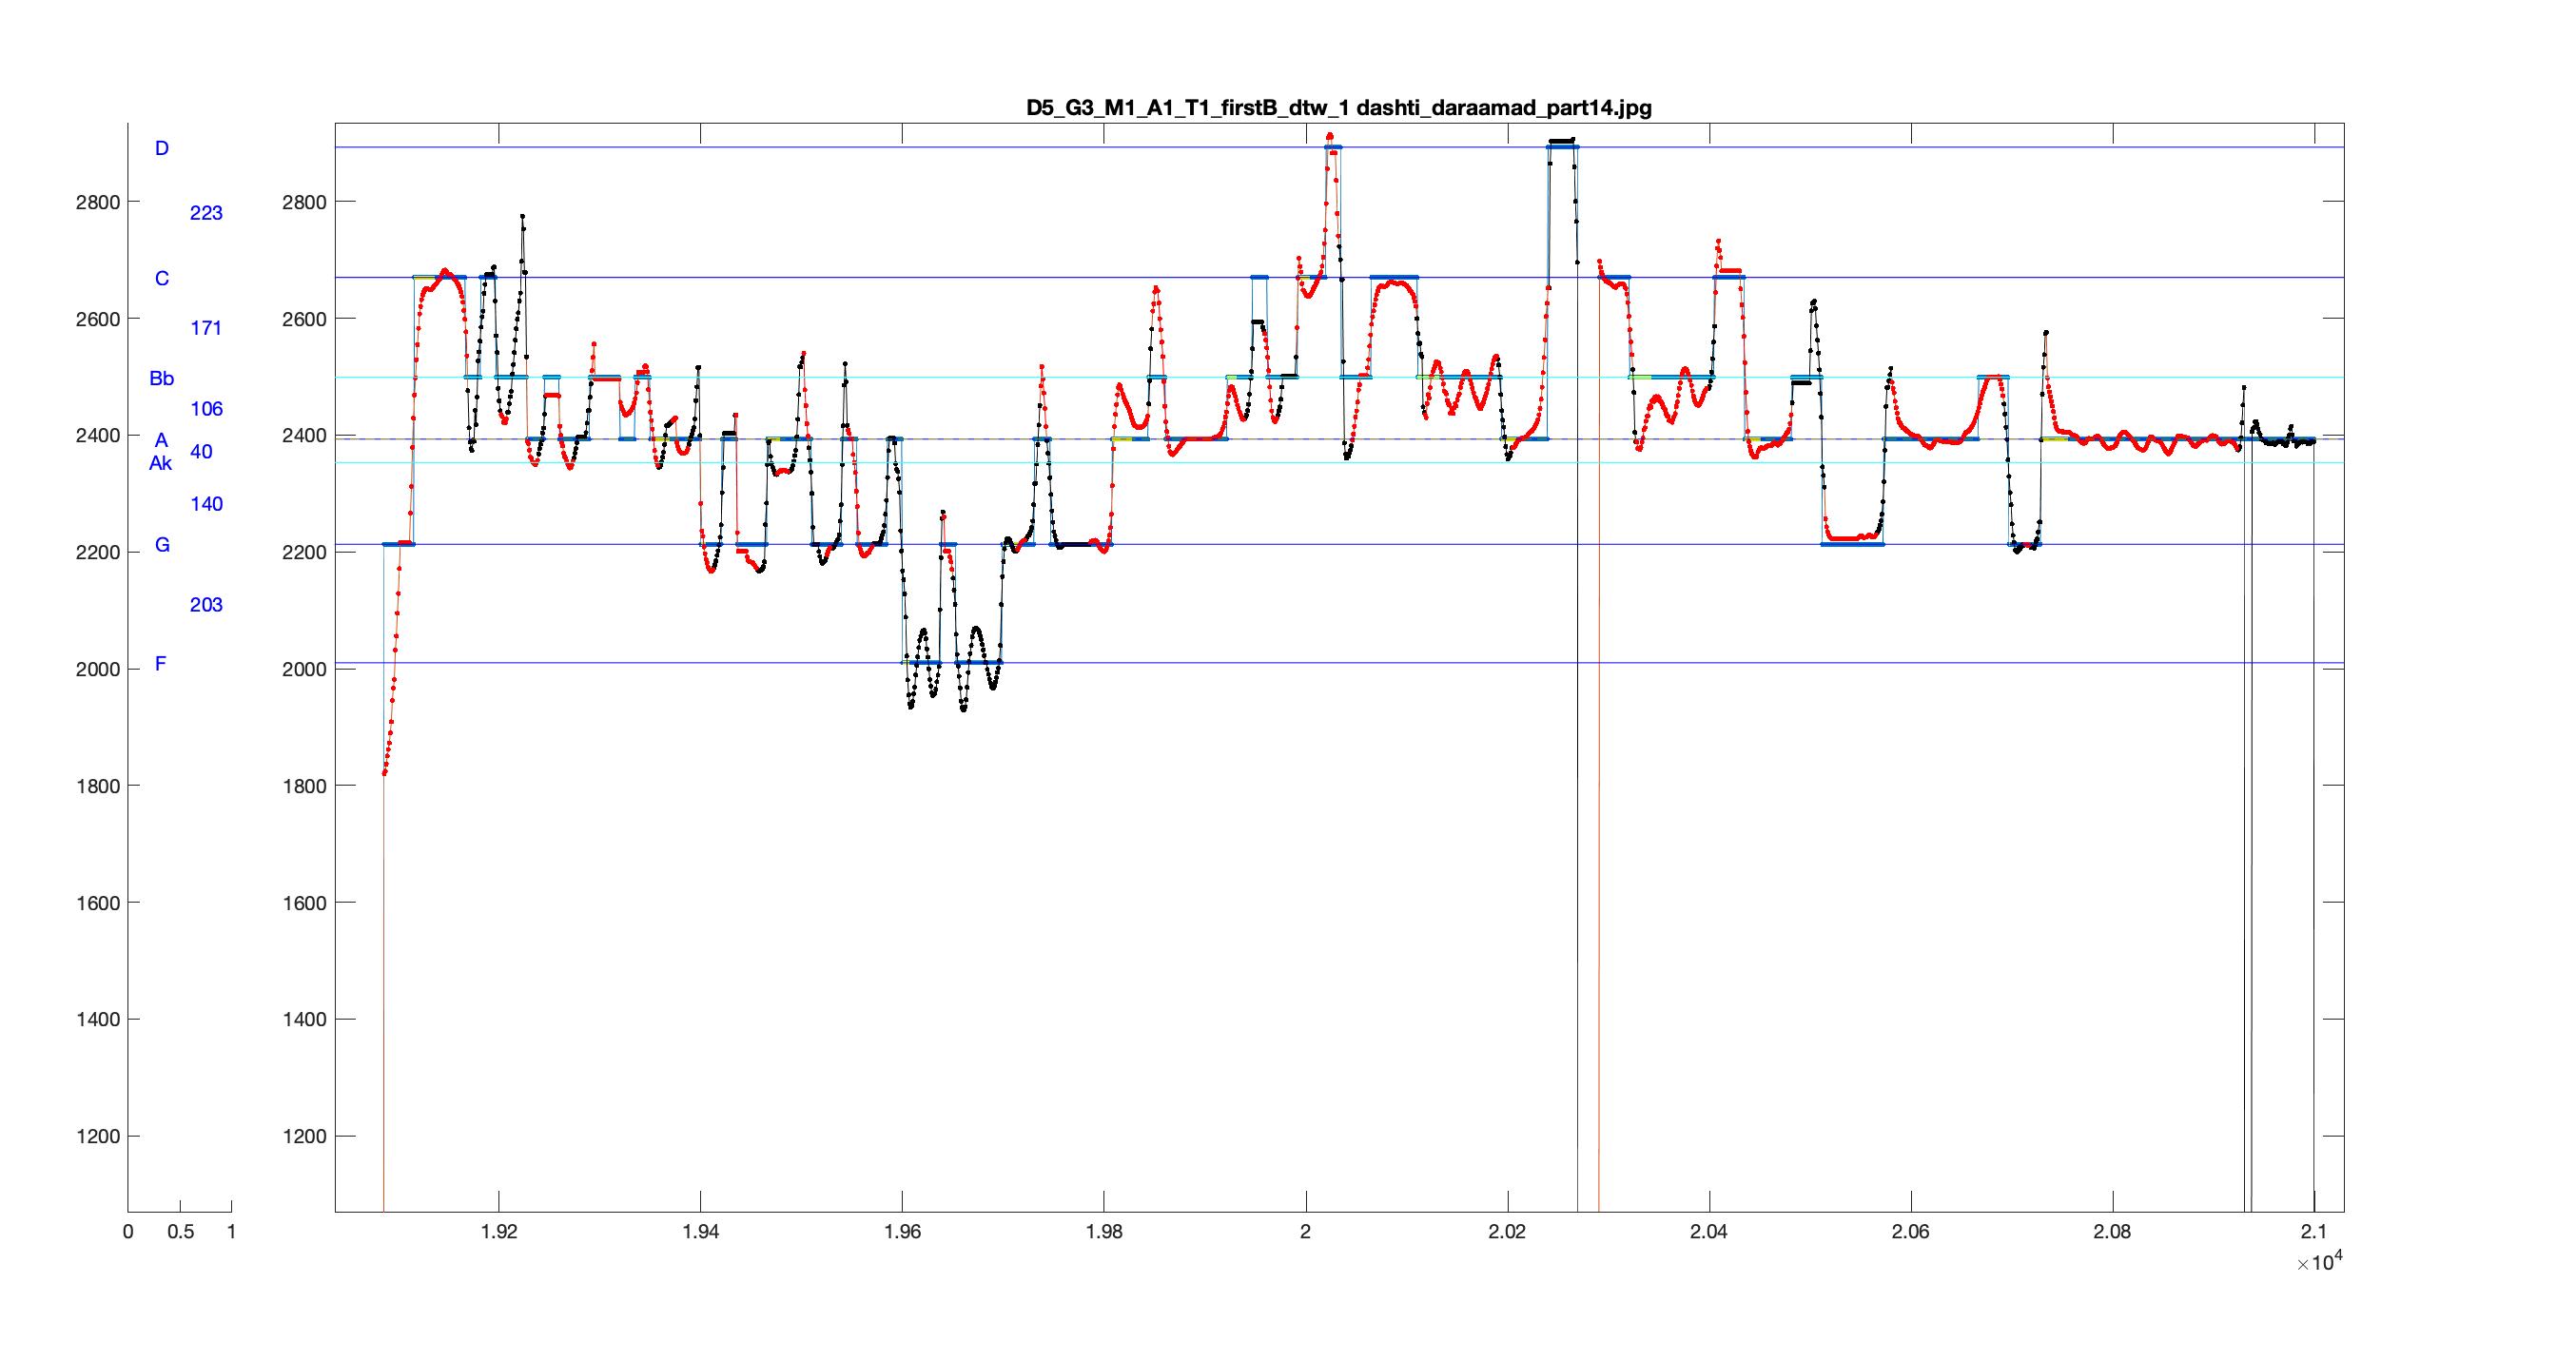 D5_G3_M1_A1_T1_firstB_dtw_1 dashti_daraamad_part14.jpg
D
2800 2800
223
C
2600 2600
171
Bb
106
2400 A 2400
40
Ak
140
G
2200 2200
203
F
2000 2000
1800 1800
1600 1600
1400 1400
1200 1200
0 0.5 1 1.92 1.94 1.96 1.98 2 2.02 2.04 2.06 2.08 2.1
×10^4